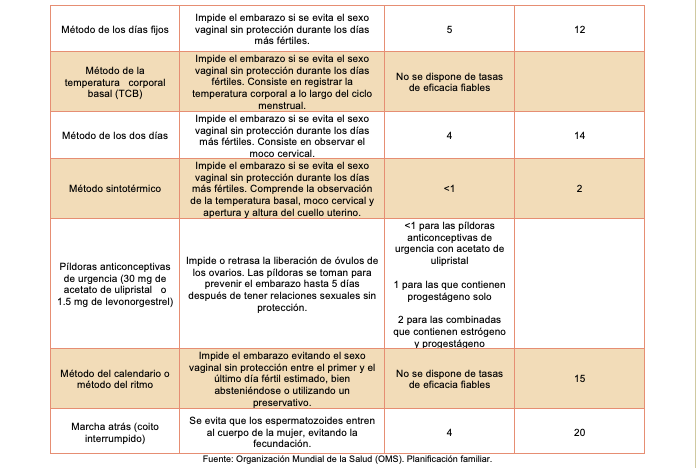 Método de los días fijos
Impide el embarazo si se evita el sexo
vaginal sin protección durante los días
más fértiles.
5
12
Método de la
temperatura corporal
basal (TCB)
Impide el embarazo si se evita el sexo
vaginal sin protección durante los días
fértiles. Consiste en registrar la
temperatura corporal a lo largo del ciclo
menstrual.
No se dispone de tasas
de eficacia fiables
Método de los dos días
Impide el embarazo si se evita el sexo
vaginal sin protección durante los días
más fértiles. Consiste en observar el
moco cervical.
4
14
Método sintotérmico
Impide el embarazo si se evita el sexo
vaginal sin protección durante los días
más fértiles. Comprende la observación
de la temperatura basal, moco cervical y
apertura y altura del cuello uterino.
<1
2
Píldoras anticonceptivas
de urgencia (30 mg de
acetato de ulipristal o
1.5 mg de levonorgestrel)
Impide o retrasa la liberación de óvulos de
los ovarios. Las píldoras se toman para
prevenir el embarazo hasta 5 días
después de tener relaciones sexuales sin
protección.
<1 para las píldoras
anticonceptivas de
urgencia con acetato de
ulipristal
1 para las que contienen
progestágeno solo
2 para las combinadas
que contienen estrógeno
y progestágeno
Método del calendario o
método del ritmo
Impide el embarazo evitando el sexo
vaginal sin protección entre el primer y el
último día fértil estimado, bien
absteniéndose o utilizando un
preservativo.
No se dispone de tasas
de eficacia fiables
15
Marcha atrás (coito
interrumpido)
Se evita que los espermatozoides entren
al cuerpo de la mujer, evitando la
fecundación.
4
20
Fuente: Organización Mundial de la Salud (OMS). Planificación familiar.